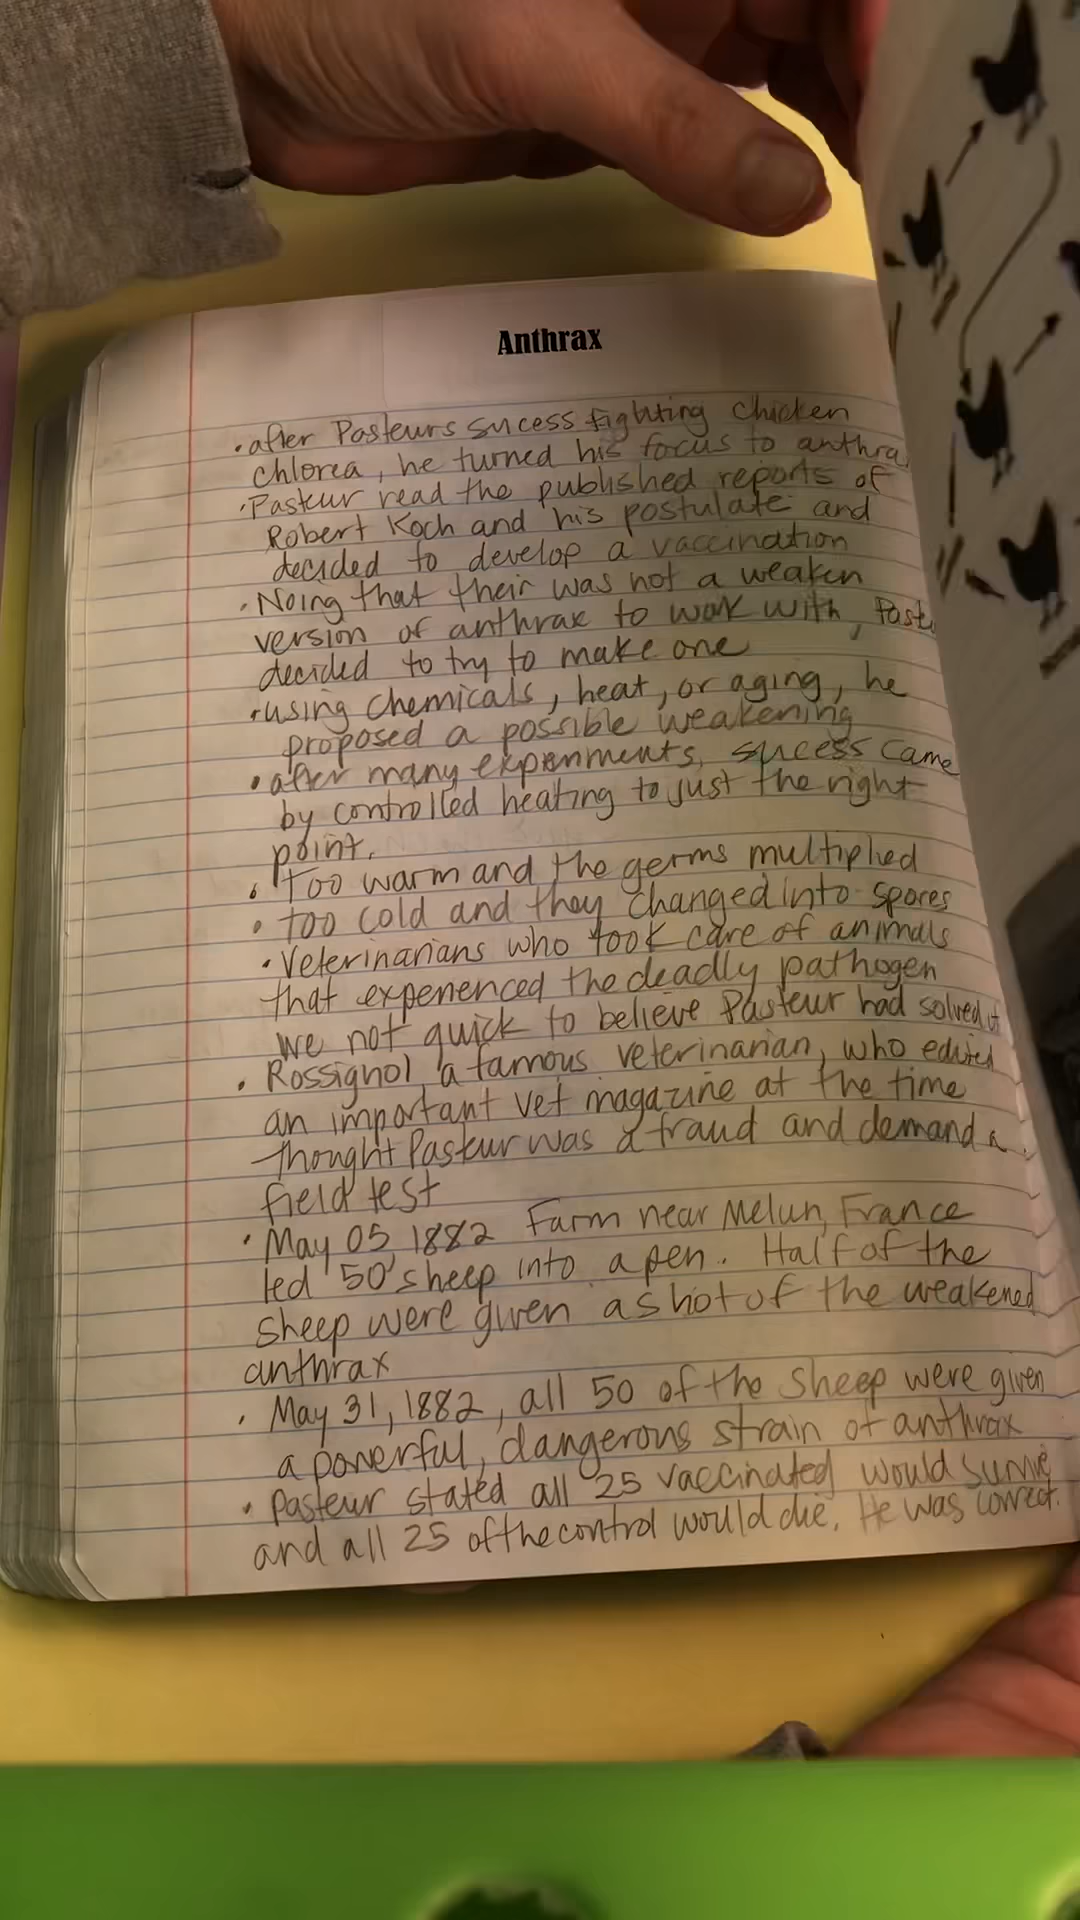 Anthrax
• after Pasteurs sucess fighting chicken
chlorea, he turned his focus to anthra
• Pasteur read the published reports of
Robert Koch and his postulate and
decided to develop a vaccination
• Noing that their was not a weaken
version of anthrax to work with, Paste
decided to try to make one
• using chemicals, heat, or aging, he
proposed a possible weakening
• after many experiments, sucess came
by controlled heating to just the right
point.
• Too warm and the germs multiplied
• too cold and they changed into spores
• Veterinarians who took care of animals
that experienced the deadly pathogen
we not quick to believe Pasteur had solved it
• Rossignol, a famous veterinarian, who edited
an important vet magazine at the time
thought Pasteur was a fraud and demand a
field test
• May 05, 1882 Farm near Melun, France
led 50 sheep into a pen. Half of the
sheep were given a shot of the weakened
anthrax
• May 31, 1882, all 50 of the sheep were given
a powerful, dangerous strain of anthrax
• Pasteur stated all 25 vaccinated would survive
and all 25 of the control would die. He was correct.